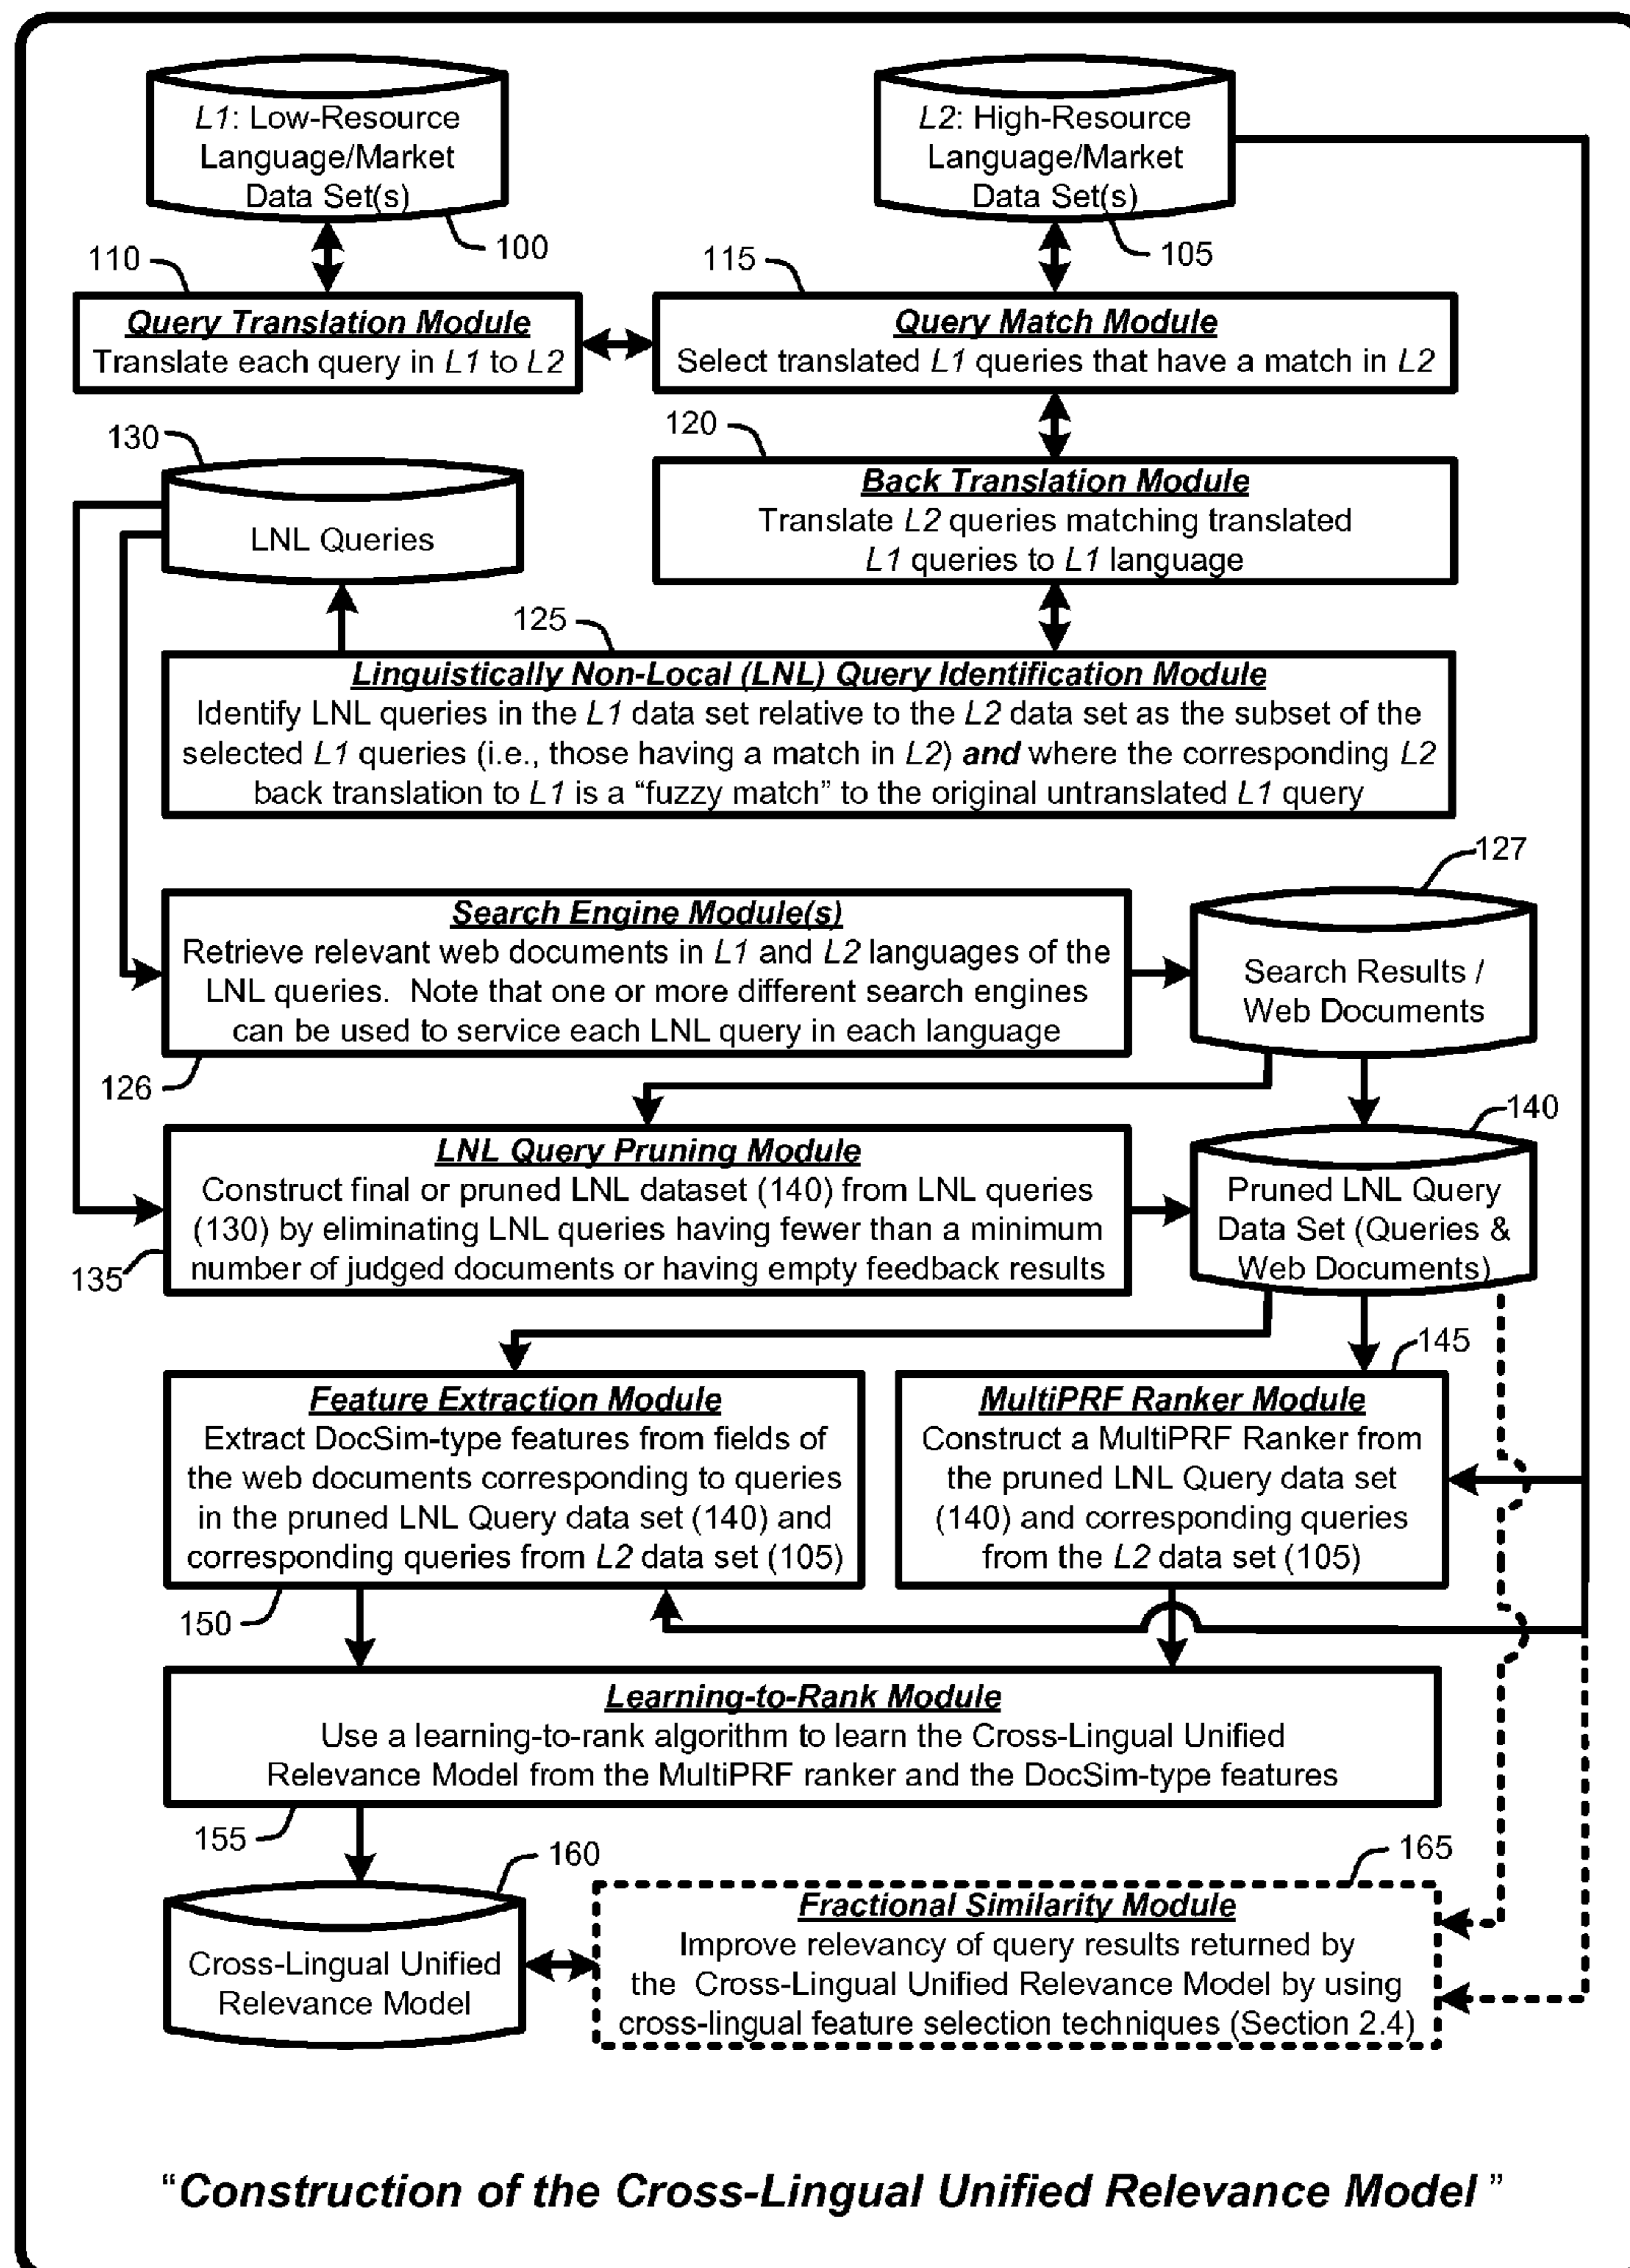 L1: Low-Resource
Language/Market
Data Set(s)
100
L2: High-Resource
Language/Market
Data Set(s)
105
110
Query Translation Module
Translate each query in L1 to L2
115
Query Match Module
Select translated L1 queries that have a match in L2
120
Back Translation Module
Translate L2 queries matching translated
L1 queries to L1 language
130
LNL Queries
125
Linguistically Non-Local (LNL) Query Identification Module
Identify LNL queries in the L1 data set relative to the L2 data set as the subset of the
selected L1 queries (i.e., those having a match in L2) and where the corresponding L2
back translation to L1 is a “fuzzy match” to the original untranslated L1 query
Search Engine Module(s)
Retrieve relevant web documents in L1 and L2 languages of the
LNL queries. Note that one or more different search engines
can be used to service each LNL query in each language
126
127
Search Results /
Web Documents
LNL Query Pruning Module
Construct final or pruned LNL dataset (140) from LNL queries
(130) by eliminating LNL queries having fewer than a minimum
number of judged documents or having empty feedback results
135
140
Pruned LNL Query
Data Set (Queries &
Web Documents)
Feature Extraction Module
Extract DocSim-type features from fields of
the web documents corresponding to queries
in the pruned LNL Query data set (140) and
corresponding queries from L2 data set (105)
150
145
MultiPRF Ranker Module
Construct a MultiPRF Ranker from
the pruned LNL Query data set
(140) and corresponding queries
from the L2 data set (105)
Learning-to-Rank Module
Use a learning-to-rank algorithm to learn the Cross-Lingual Unified
Relevance Model from the MultiPRF ranker and the DocSim-type features
155
160
Cross-Lingual Unified
Relevance Model
165
Fractional Similarity Module
Improve relevancy of query results returned by
the Cross-Lingual Unified Relevance Model by using
cross-lingual feature selection techniques (Section 2.4)
“Construction of the Cross-Lingual Unified Relevance Model ”